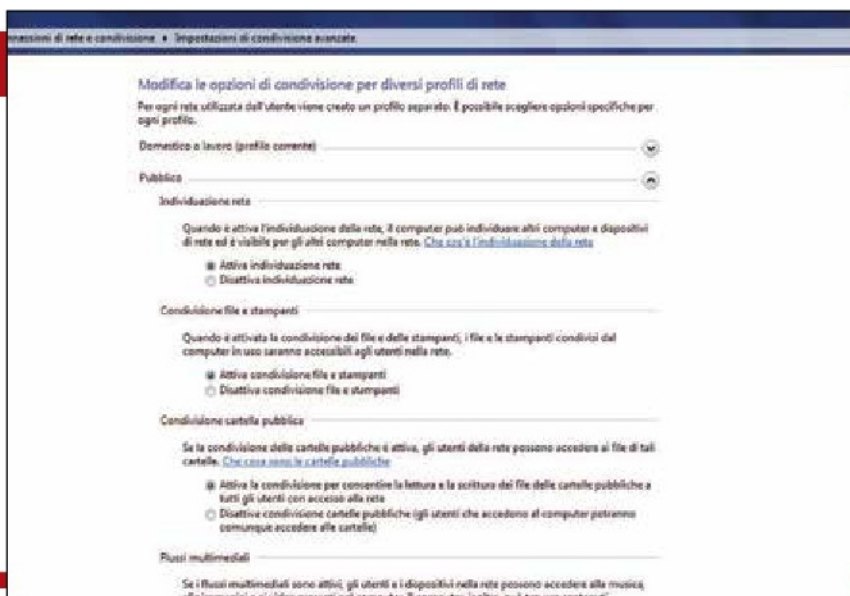 di rete e condivisione ▸ Impostazioni di condivisione avanzate
Modifica le opzioni di condivisione per diversi profili di rete
Per ogni rete utilizzata dall'utente viene creato un profilo separato. È possibile scegliere opzioni specifiche per
ogni profilo.
Domestico o lavoro (profilo corrente)
Pubblica
Individuazione rete
Quando è attiva l'individuazione della rete, il computer può individuare altri computer e dispositivi
di rete ed è visibile per gli altri computer nella rete. Che cos'è l'individuazione della rete
Attiva individuazione rete
Disattiva individuazione rete
Condivisione file e stampanti
Quando è attivata la condivisione dei file e delle stampanti, i file e le stampanti condivisi dal
computer in uso saranno accessibili agli utenti nella rete.
Attiva condivisione file e stampanti
Disattiva condivisione file e stampanti
Condivisione cartella pubblica
Se la condivisione delle cartelle pubbliche è attiva, gli utenti della rete possono accedere ai file di tali
cartelle. Che cosa sono le cartelle pubbliche
Attiva la condivisione per consentire la lettura e la scrittura dei file delle cartelle pubbliche a
tutti gli utenti con accesso alla rete
Disattiva condivisione cartelle pubbliche (gli utenti che accedono al computer potranno
comunque accedere alle cartelle)
Flussi multimediali
Se i flussi multimediali sono attivi, gli utenti e i dispositivi nella rete possono accedere alla musica,